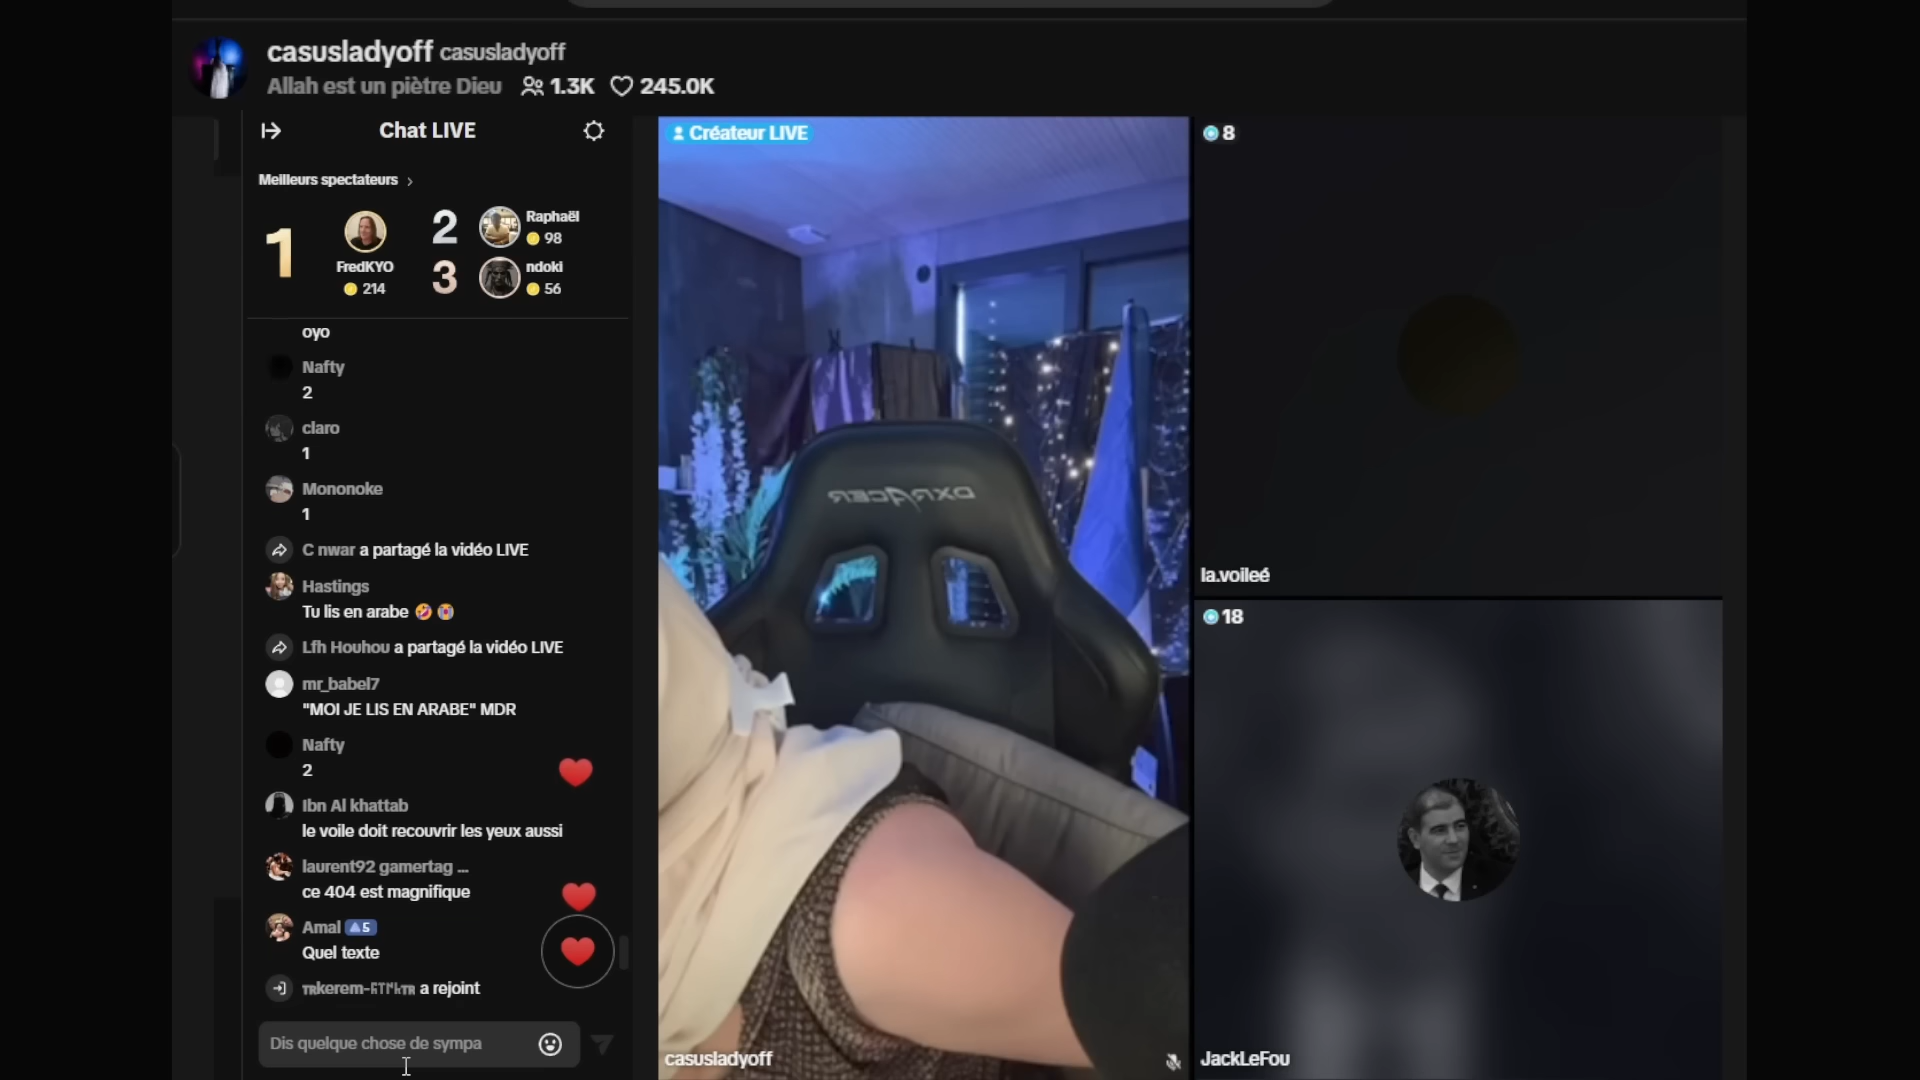 casusladyoff casusladyoff
Allah est un piètre Dieu 1.3K 245.0K
Chat LIVE
Meilleurs spectateurs
1
FredKYO
214
2
Raphaël
98
3
ndoki
56
oyo
Nafty
2
claro
1
Mononoke
1
C nwar a partagé la vidéo LIVE
Hastings
Tu lis en arabe 🤣 😭
Lfh Houhou a partagé la vidéo LIVE
mr_babel7
"MOI JE LIS EN ARABE" MDR
Nafty
2
Ibn Al khattab
le voile doit recouvrir les yeux aussi
laurent92 gamertag ...
ce 404 est magnifique
Amal 5
Quel texte
a rejoint
Dis quelque chose de sympa
Créateur LIVE
DXRACER
casusladyoff
8
la.voileé
18
JackLeFou